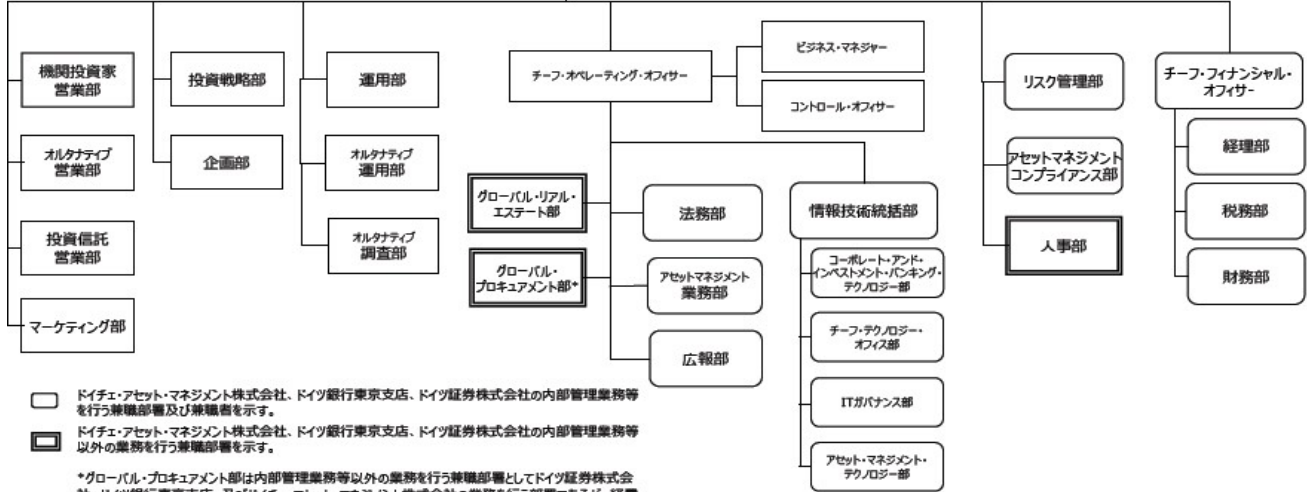 機関投資家
営業部
オルタナティブ
営業部
投資信託
営業部
マーケティング部
投資戦略部
企画部
運用部
オルタナティブ
運用部
オルタナティブ
調査部
チーフ・オペレーティング・オフィサー
ビジネス・マネジャー
コントロール・オフィサー
グローバル・リアル・
エステート部
グローバル・
プロキュアメント部*
法務部
アセットマネジメント
業務部
広報部
情報技術統括部
コーポレート・アンド・
インベストメント・バンキング・
テクノロジー部
チーフ・テクノロジー・
オフィス部
ITガバナンス部
アセット・マネジメント・
テクノロジー部
リスク管理部
アセットマネジメント
コンプライアンス部
人事部
チーフ・フィナンシャル・
オフィサー
経理部
税務部
財務部
ドイチェ・アセット・マネジメント株式会社、ドイツ銀行東京支店、ドイツ証券株式会社の内部管理業務等
を行う兼職部署及び兼職者を示す。
ドイチェ・アセット・マネジメント株式会社、ドイツ銀行東京支店、ドイツ証券株式会社の内部管理業務等
以外の業務を行う兼職部署を示す。
*グローバル・プロキュアメント部は内部管理業務等以外の業務を行う兼職部署としてドイツ証券株式会